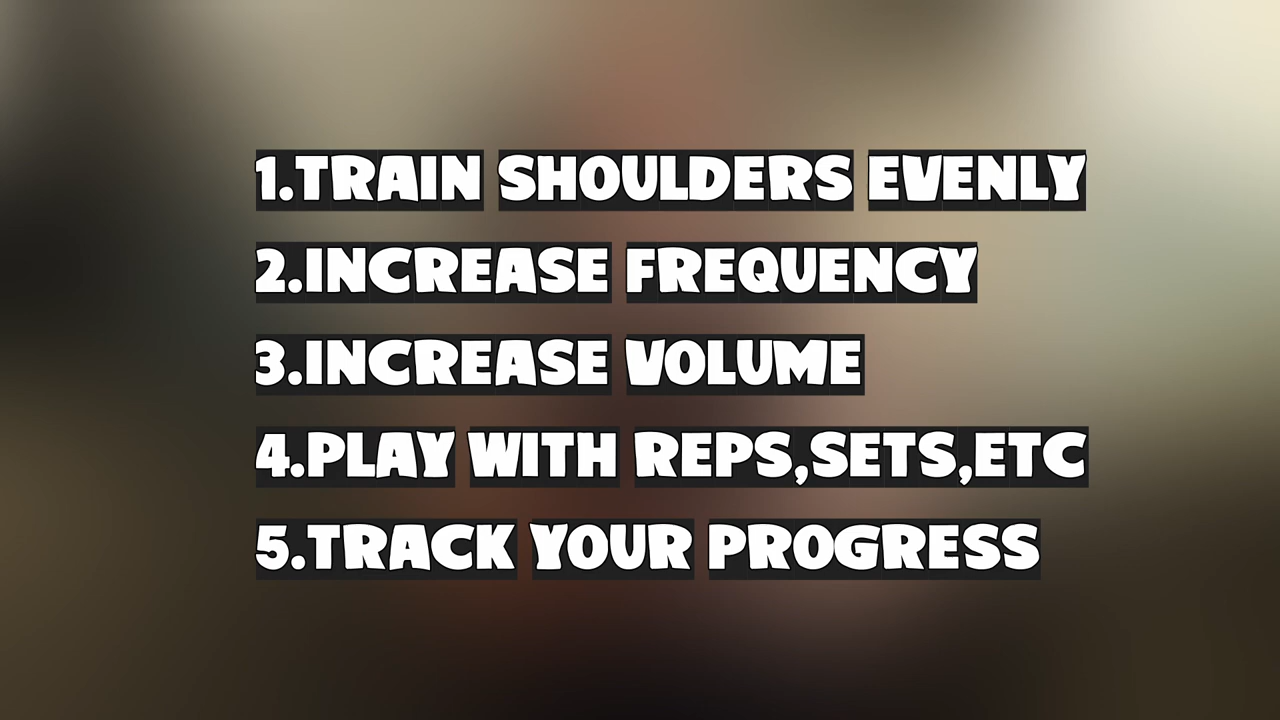 1.TRAIN SHOULDERS EVENLY
2.INCREASE FREQUENCY
3.INCREASE VOLUME
4.PLAY WITH REPS,SETS,ETC
5.TRACK YOUR PROGRESS